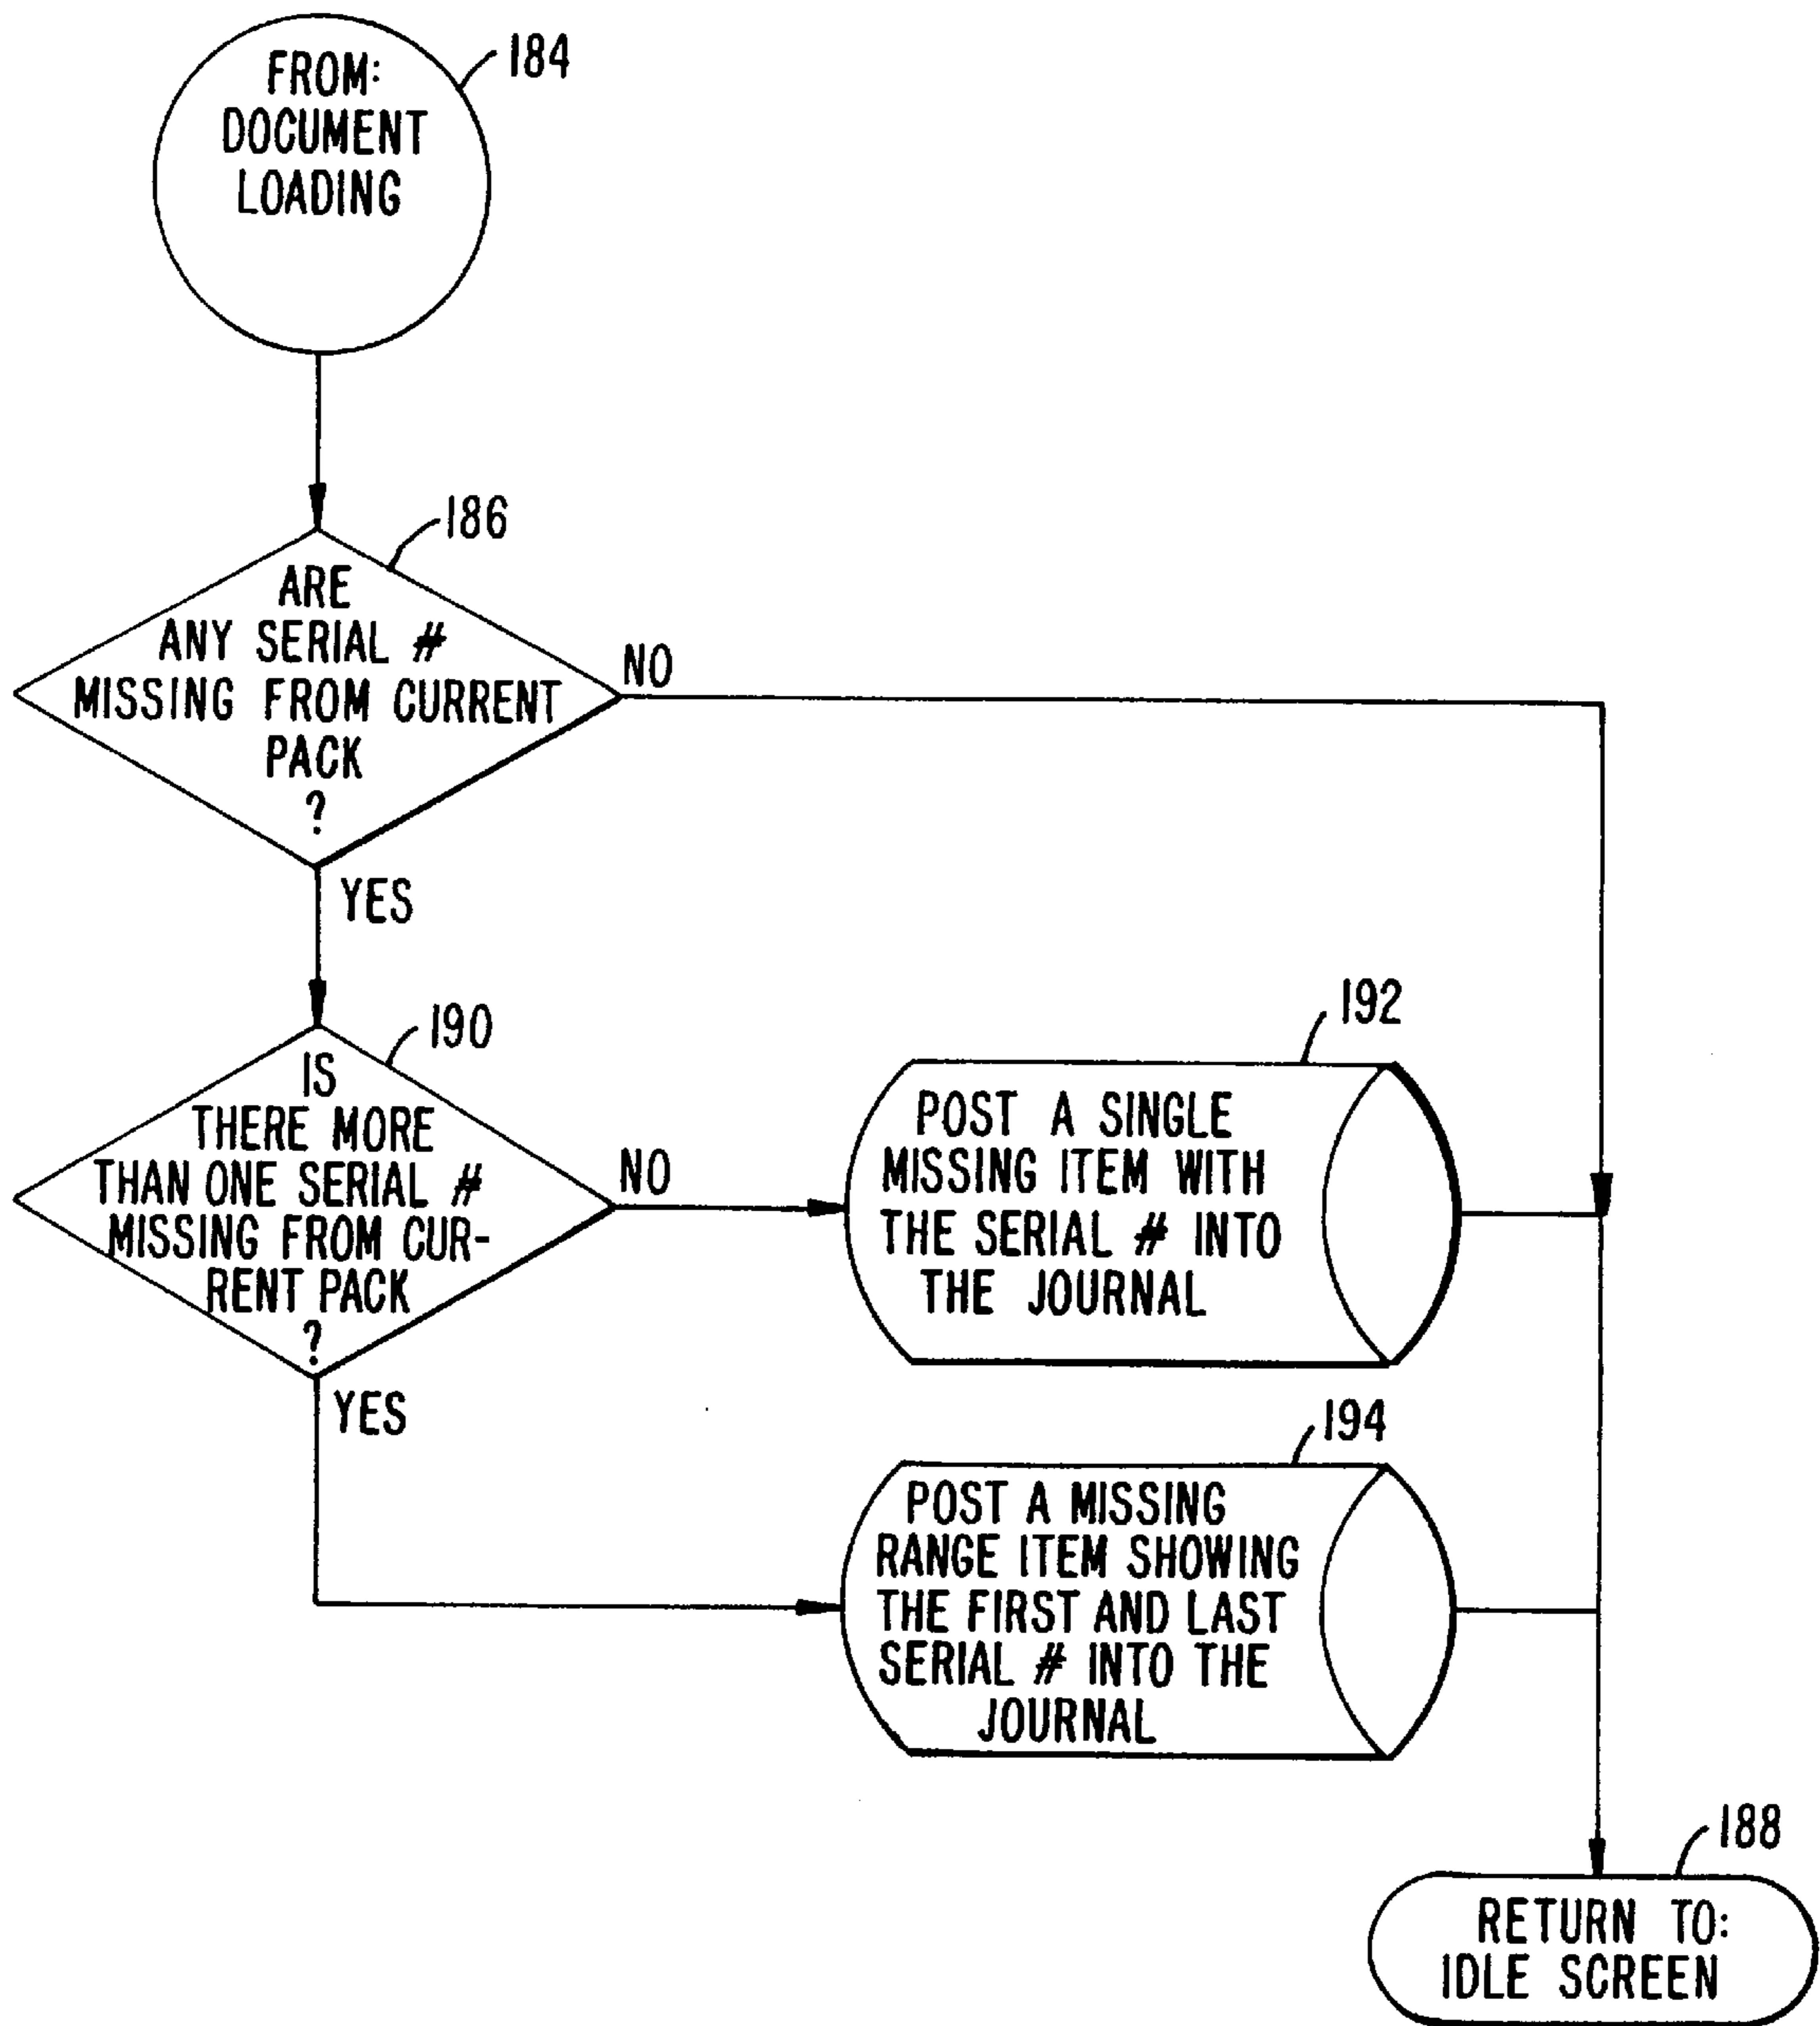 FROM:
DOCUMENT
LOADING
184
186
ARE
ANY SERIAL #
MISSING FROM CURRENT
PACK
?
NO
YES
190
IS
THERE MORE
THAN ONE SERIAL #
MISSING FROM CUR-
RENT PACK
?
NO
YES
192
POST A SINGLE
MISSING ITEM WITH
THE SERIAL # INTO
THE JOURNAL
194
POST A MISSING
RANGE ITEM SHOWING
THE FIRST AND LAST
SERIAL # INTO THE
JOURNAL
188
RETURN TO:
IDLE SCREEN